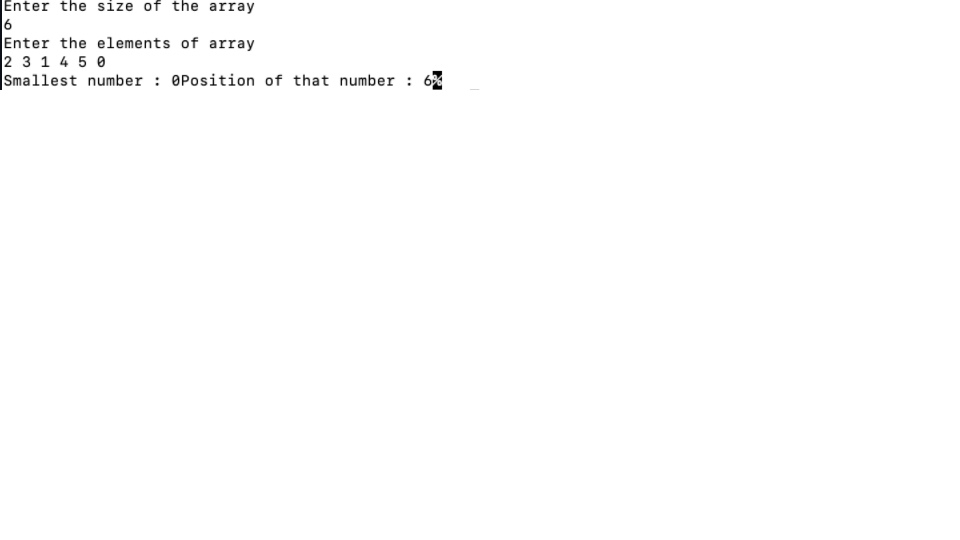 Enter the size of the array
6
Enter the elements of array
2 3 1 4 5 0
Smallest number : 0Position of that number : 6%